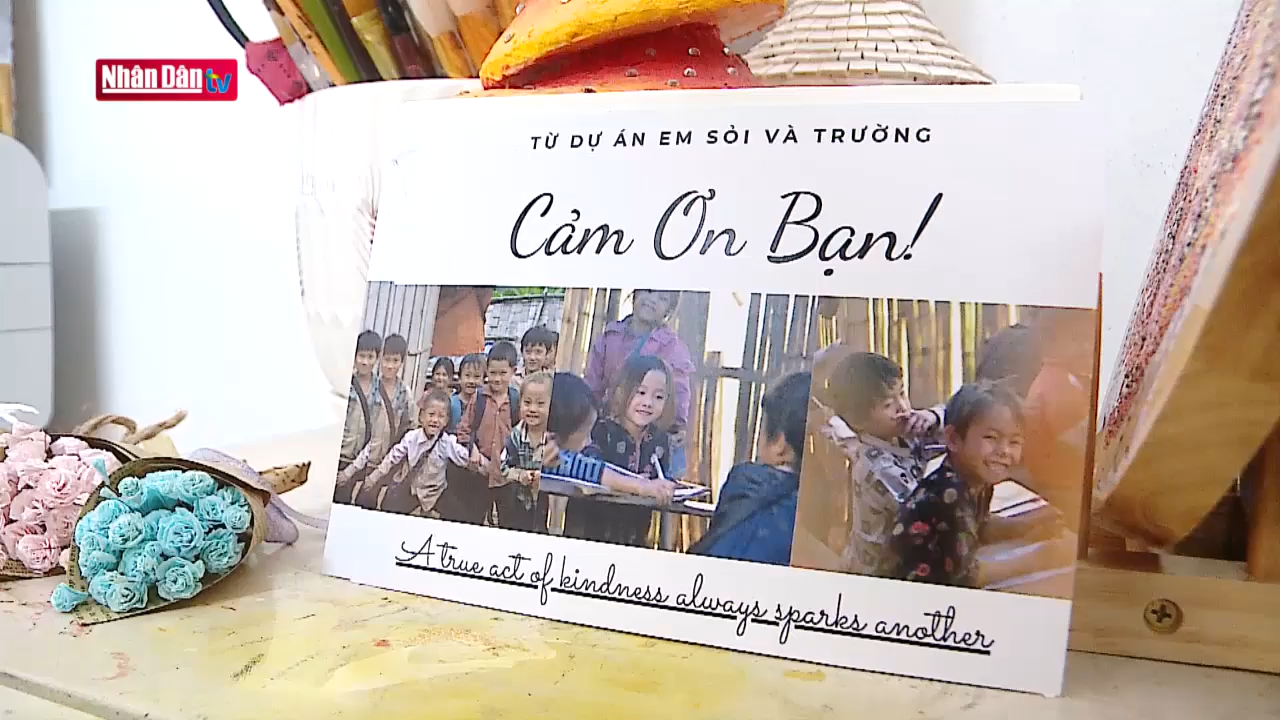 Nhân Dân tv
TỪ DỰ ÁN EM SỎI VÀ TRƯỜNG
Cảm Ơn Bạn!
A true act of kindness always sparks another